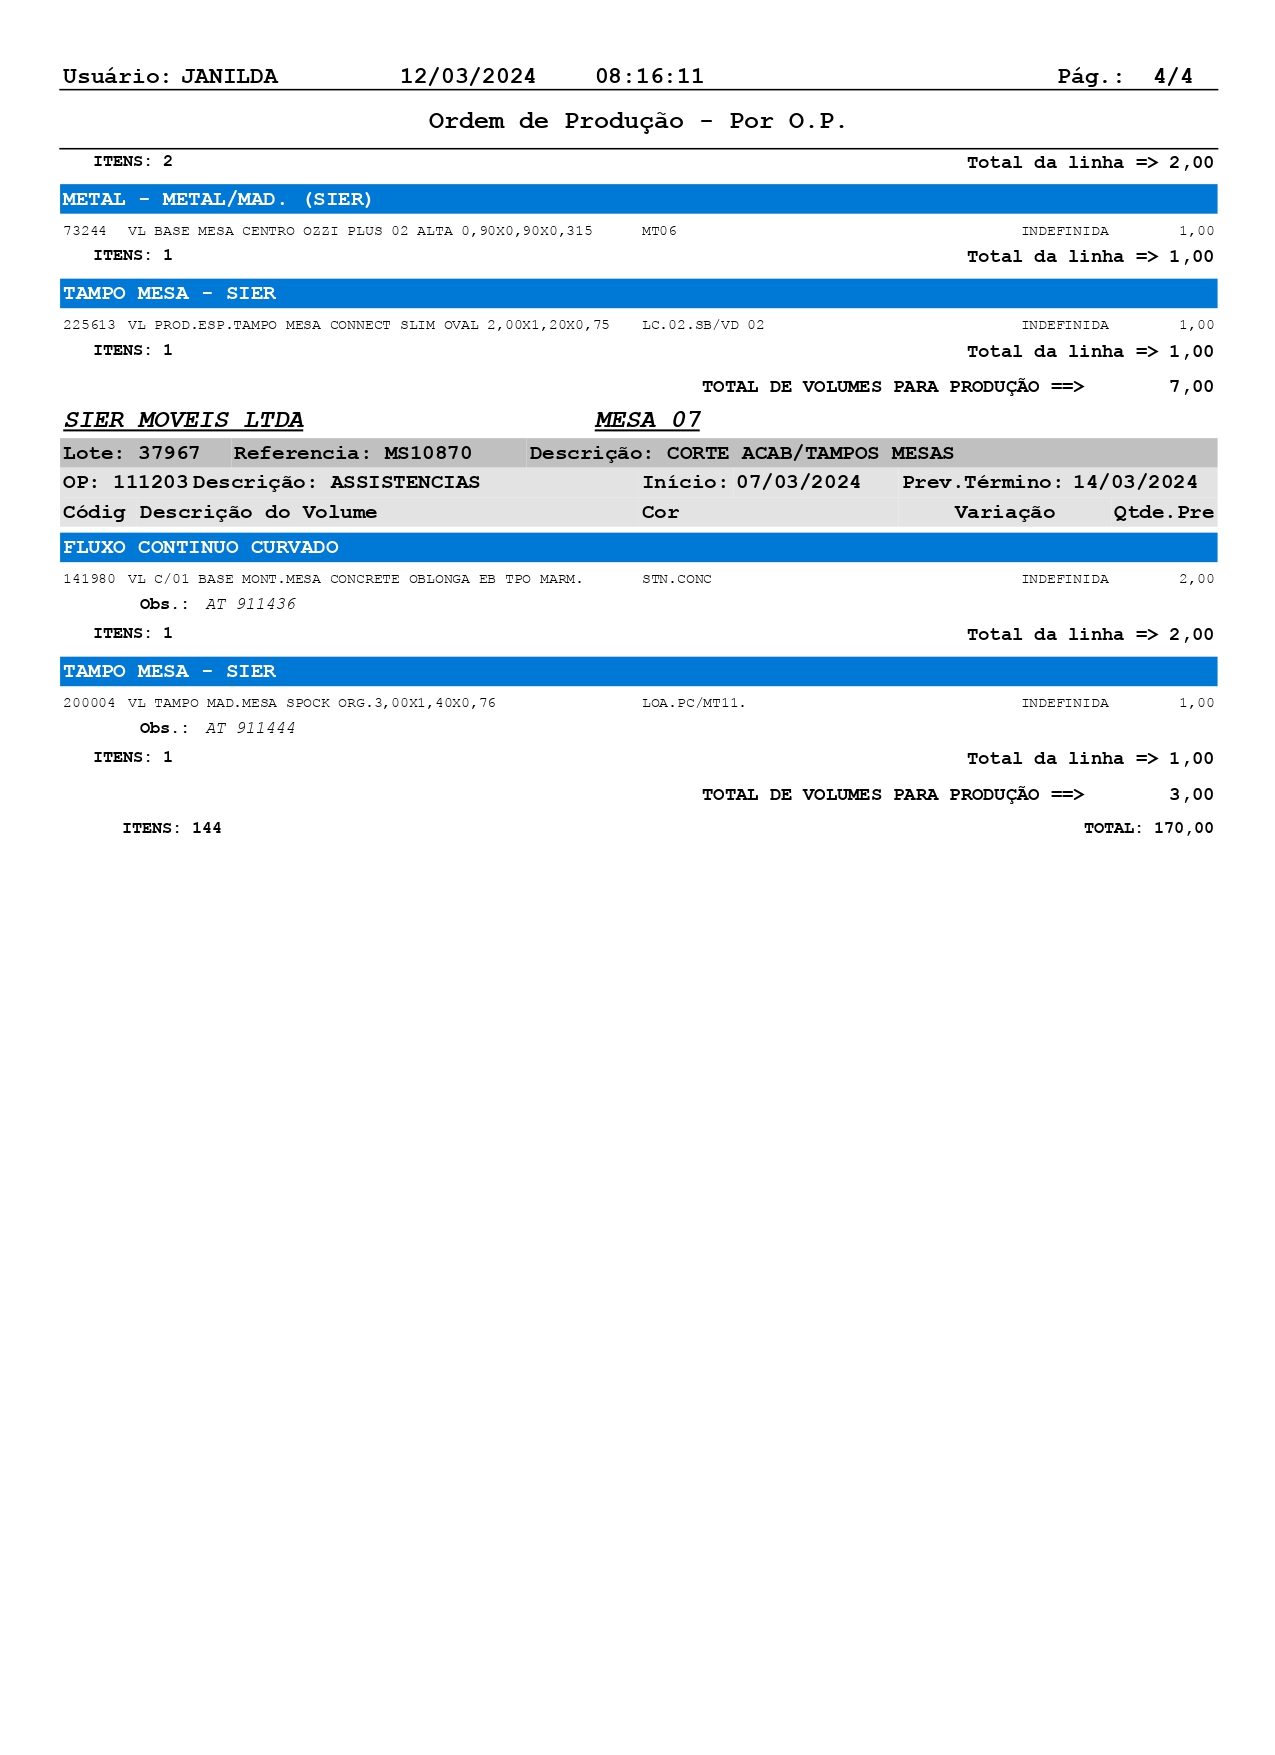 Usuário: JANILDA 12/03/2024 08:16:11 Pág.: 4/4
Ordem de Produção - Por O.P.
ITENS: 2 Total da linha => 2,00
METAL - METAL/MAD. (SIER)
73244 VL BASE MESA CENTRO OZZI PLUS 02 ALTA 0,90X0,90X0,315 MT06 INDEFINIDA 1,00
ITENS: 1 Total da linha => 1,00
TAMPO MESA - SIER
225613 VL PROD.ESP.TAMPO MESA CONNECT SLIM OVAL 2,00X1,20X0,75 LC.02.SB/VD 02 INDEFINIDA 1,00
ITENS: 1 Total da linha => 1,00
TOTAL DE VOLUMES PARA PRODUÇÃO ==> 7,00
SIER MOVEIS LTDA MESA 07
Lote: 37967 Referencia: MS10870 Descrição: CORTE ACAB/TAMPOS MESAS
OP: 111203 Descrição: ASSISTENCIAS Início: 07/03/2024 Prev.Término: 14/03/2024
Códig Descrição do Volume Cor Variação Qtde.Pre
FLUXO CONTINUO CURVADO
141980 VL C/01 BASE MONT.MESA CONCRETE OBLONGA EB TPO MARM. STN.CONC INDEFINIDA 2,00
Obs.: AT 911436
ITENS: 1 Total da linha => 2,00
TAMPO MESA - SIER
200004 VL TAMPO MAD.MESA SPOCK ORG.3,00X1,40X0,76 LOA.PC/MT11. INDEFINIDA 1,00
Obs.: AT 911444
ITENS: 1 Total da linha => 1,00
TOTAL DE VOLUMES PARA PRODUÇÃO ==> 3,00
ITENS: 144 TOTAL: 170,00